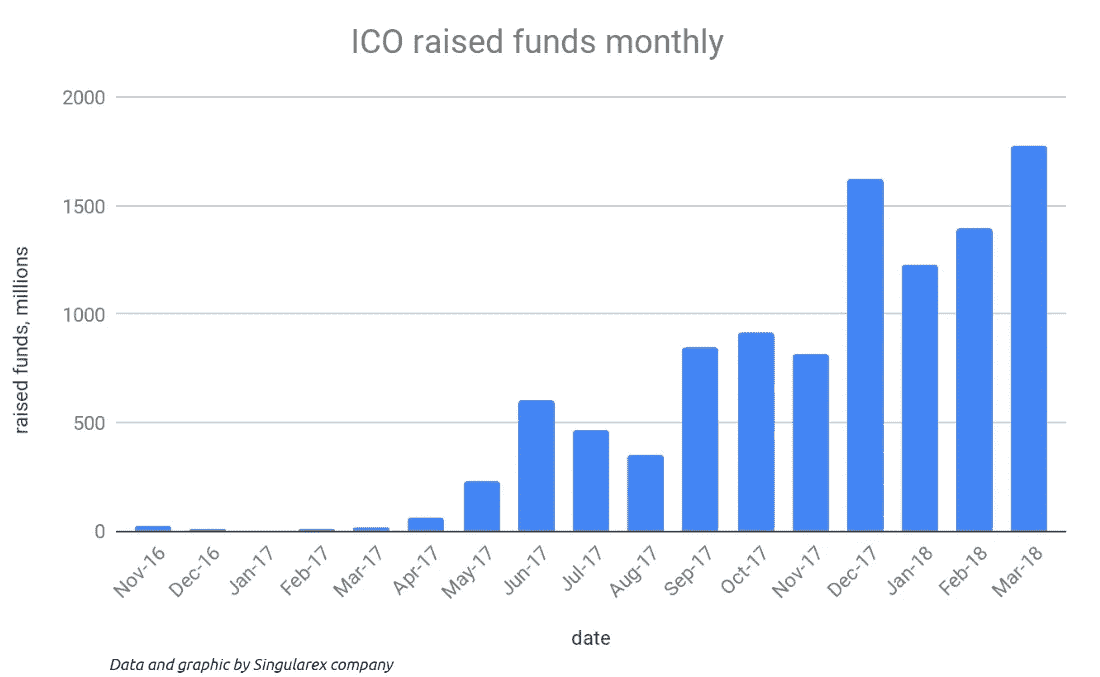 ICO raised funds monthly
2000
1500
1000
500
0
raised funds, millions
Nov-16
Dec-16
Jan-17
Feb-17
Mar-17
Apr-17
May-17
Jun-17
Jul-17
Aug-17
Sep-17
Oct-17
Nov-17
Dec-17
Jan-18
Feb-18
Mar-18
date
Data and graphic by Singularex company